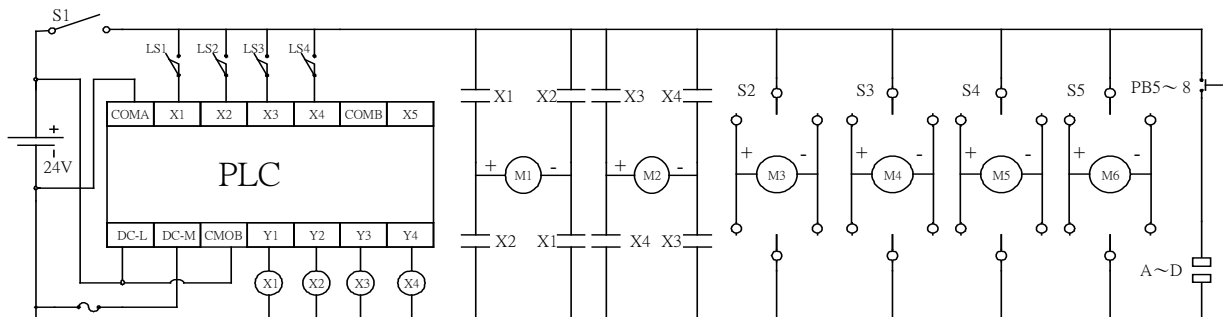 S1
LS1 LS2 LS3 LS4
COMA X1 X2 X3 X4 COMB X5
X1 X2 X3 X4 S2 S3 S4 S5 PB5～8
+
24V
-
PLC
+ M1 - + M2 - + M3 - + M4 - + M5 - + M6 -
DC-L DC-M CMOB Y1 Y2 Y3 Y4
X2 X1 X4 X3
X1 X2 X3 X4
A～D